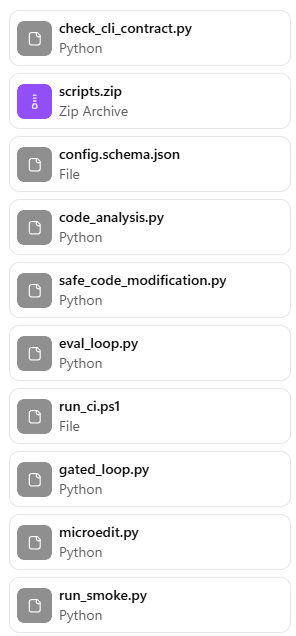 check_cli_contract.py
Python
scripts.zip
Zip Archive
config.schema.json
File
code_analysis.py
Python
safe_code_modification.py
Python
eval_loop.py
Python
run_ci.ps1
File
gated_loop.py
Python
microedit.py
Python
run_smoke.py
Python